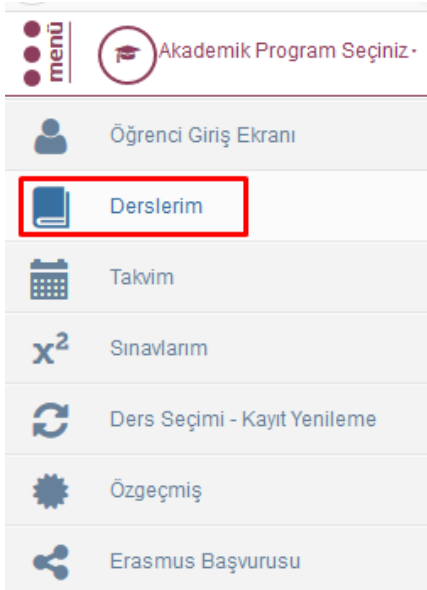 menü
Akademik Program Seçiniz
Öğrenci Giriş Ekranı
Derslerim
Takvim
x²
Sınavlarım
Ders Seçimi - Kayıt Yenileme
Özgeçmiş
Erasmus Başvurusu